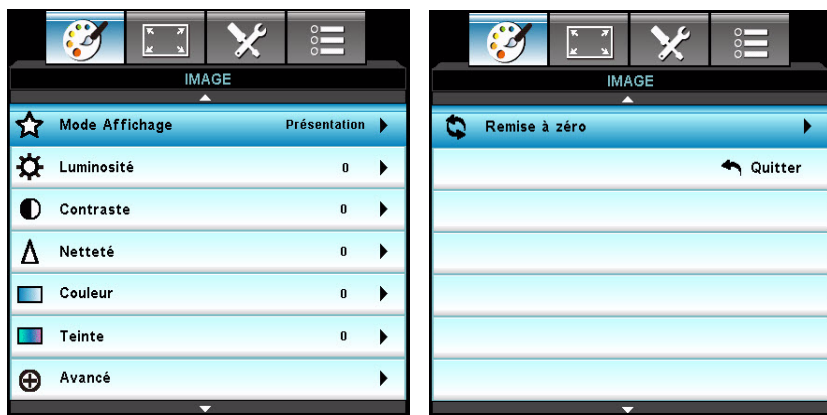 IMAGE
Mode Affichage Présentation
Luminosité 0
Contraste 0
Netteté 0
Couleur 0
Teinte 0
Avancé
IMAGE
Remise à zéro
Quitter